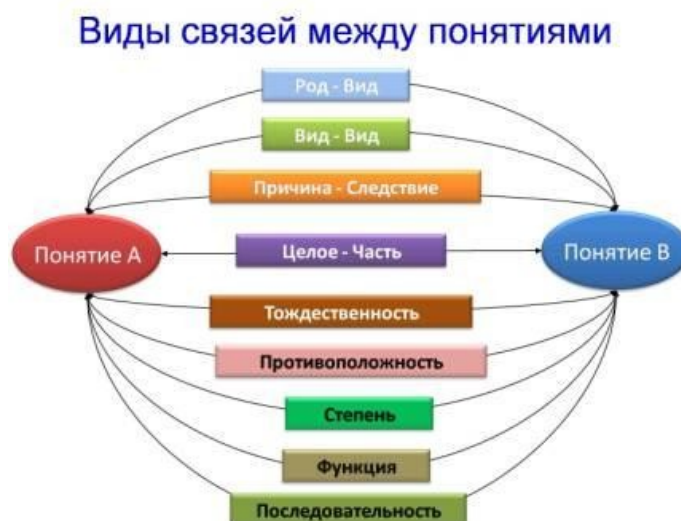 Виды связей между понятиями
Род - Вид
Вид - Вид
Причина - Следствие
Понятие А
Целое - Часть
Понятие В
Тождественность
Противоположность
Степень
Функция
Последовательность